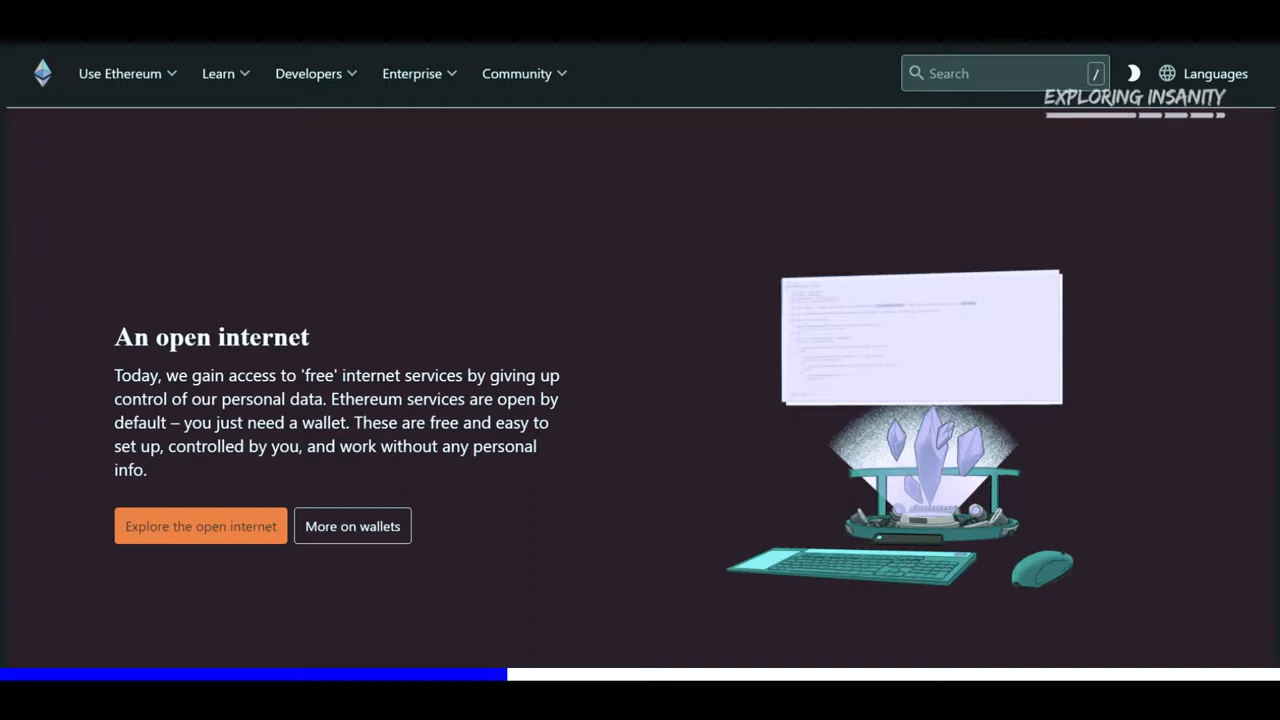 Use Ethereum Learn Developers Enterprise Community Search / Languages
EXPLORING INSANITY
An open internet
Today, we gain access to 'free' internet services by giving up
control of our personal data. Ethereum services are open by
default – you just need a wallet. These are free and easy to
set up, controlled by you, and work without any personal
info.
Explore the open internet More on wallets